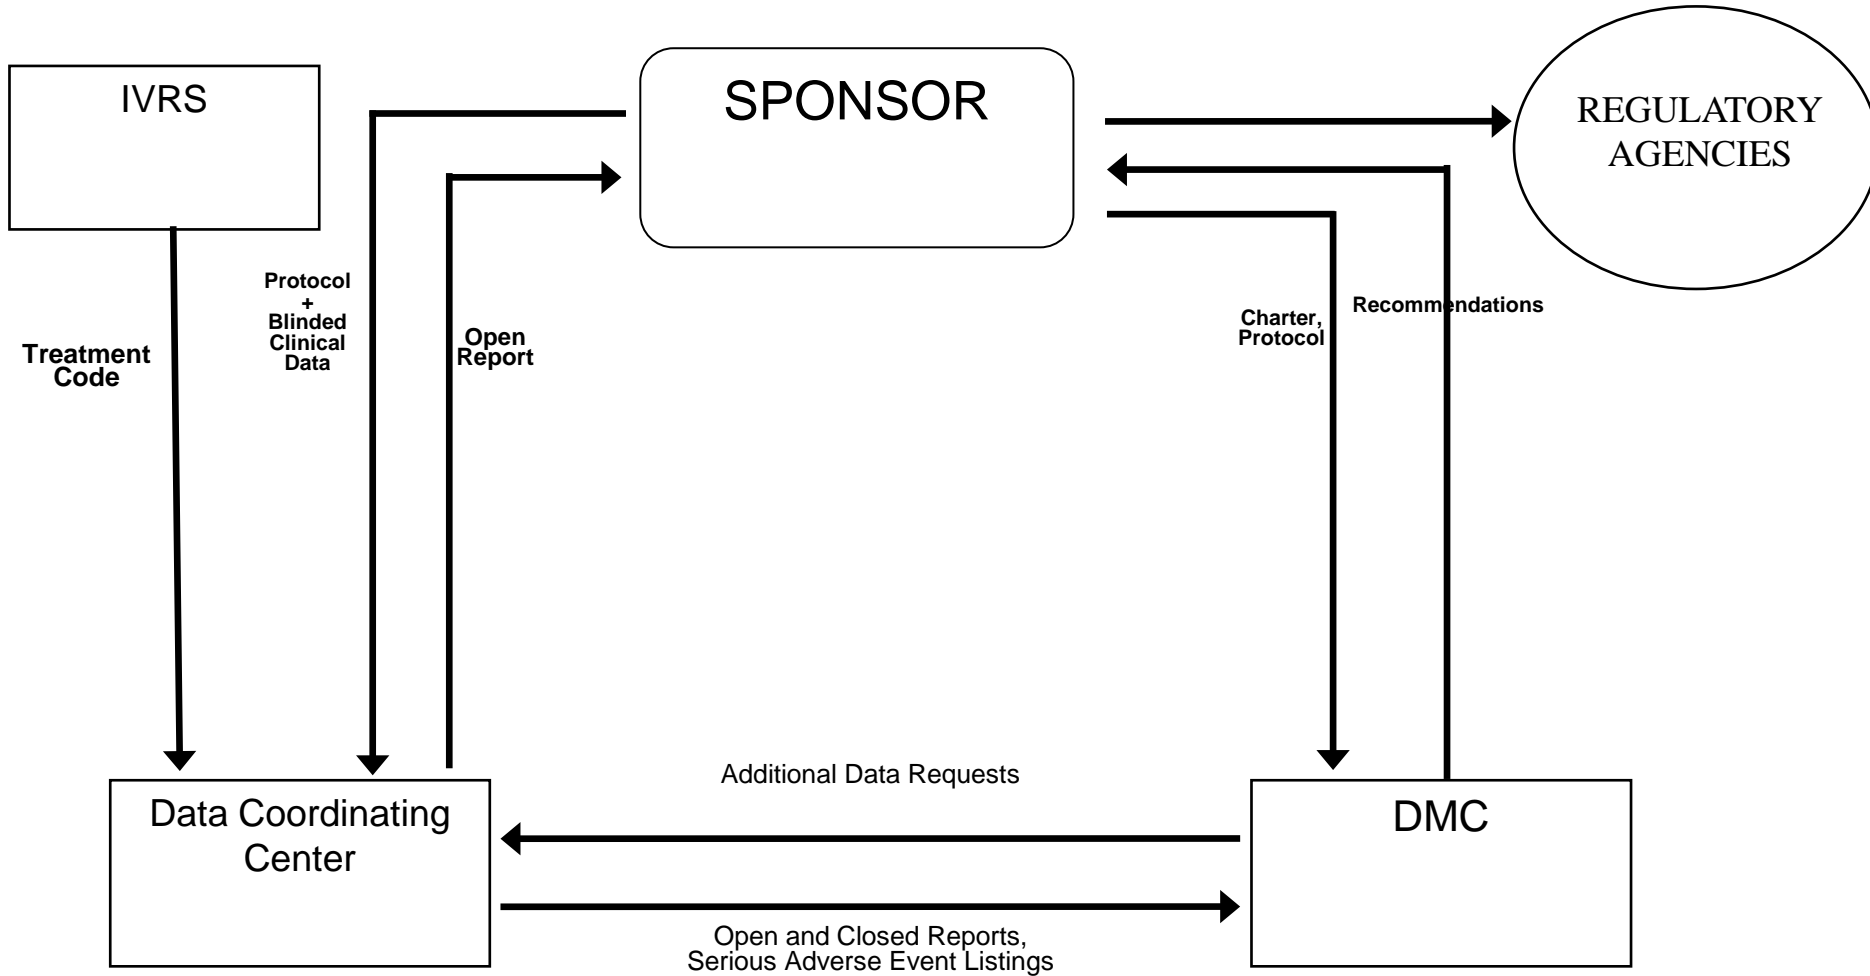 IVRS
SPONSOR
REGULATORY
AGENCIES
Treatment
Code
Protocol
+
Blinded
Clinical
Data
Open
Report
Charter,
Protocol
Recommendations
Additional Data Requests
Data Coordinating
Center
DMC
Open and Closed Reports,
Serious Adverse Event Listings